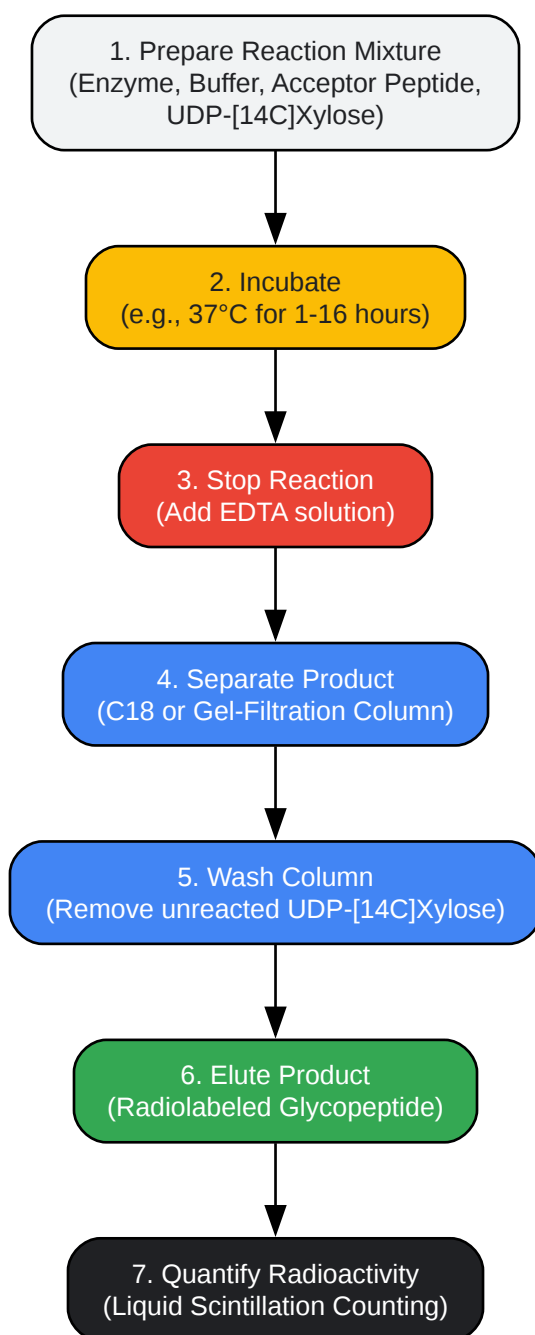 1. Prepare Reaction Mixture
(Enzyme, Buffer, Acceptor Peptide,
UDP-[14C]Xylose)
2. Incubate
(e.g., 37°C for 1-16 hours)
3. Stop Reaction
(Add EDTA solution)
4. Separate Product
(C18 or Gel-Filtration Column)
5. Wash Column
(Remove unreacted UDP-[14C]Xylose)
6. Elute Product
(Radiolabeled Glycopeptide)
7. Quantify Radioactivity
(Liquid Scintillation Counting)